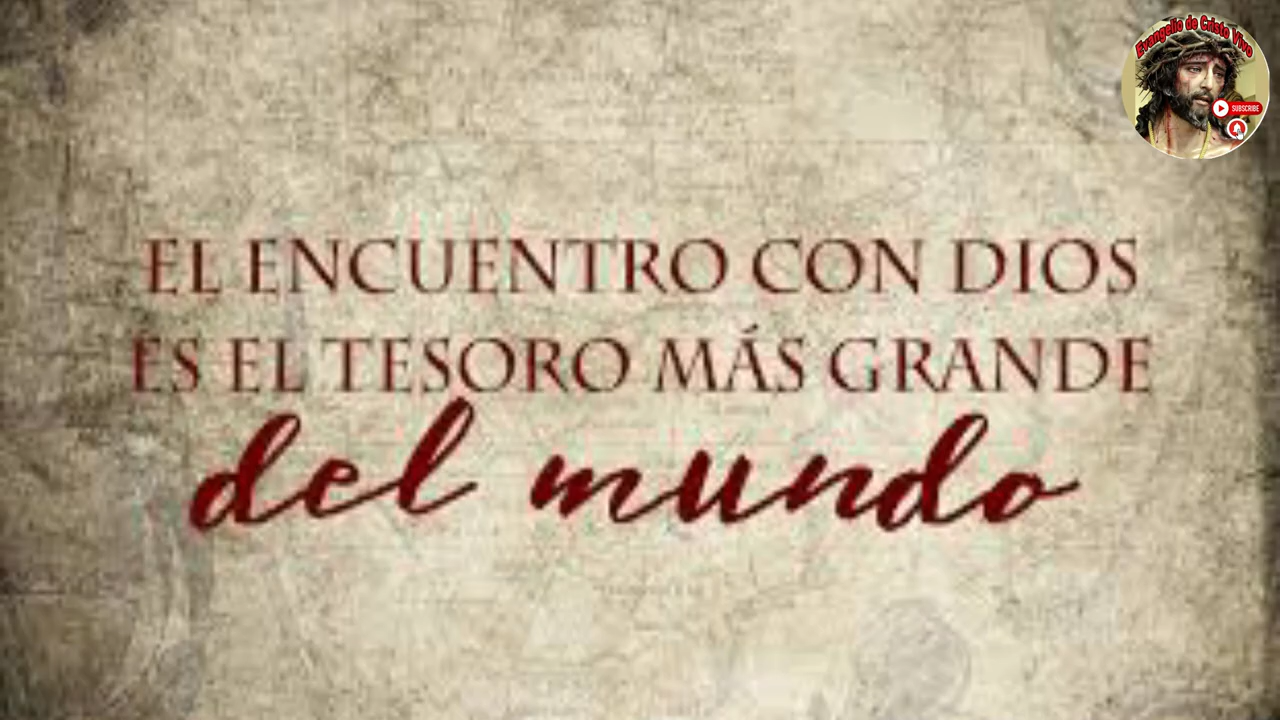 Evangelio de Cristo Vivo
SUBSCRIBE
EL ENCUENTRO CON DIOS
ES EL TESORO MÁS GRANDE
del mundo